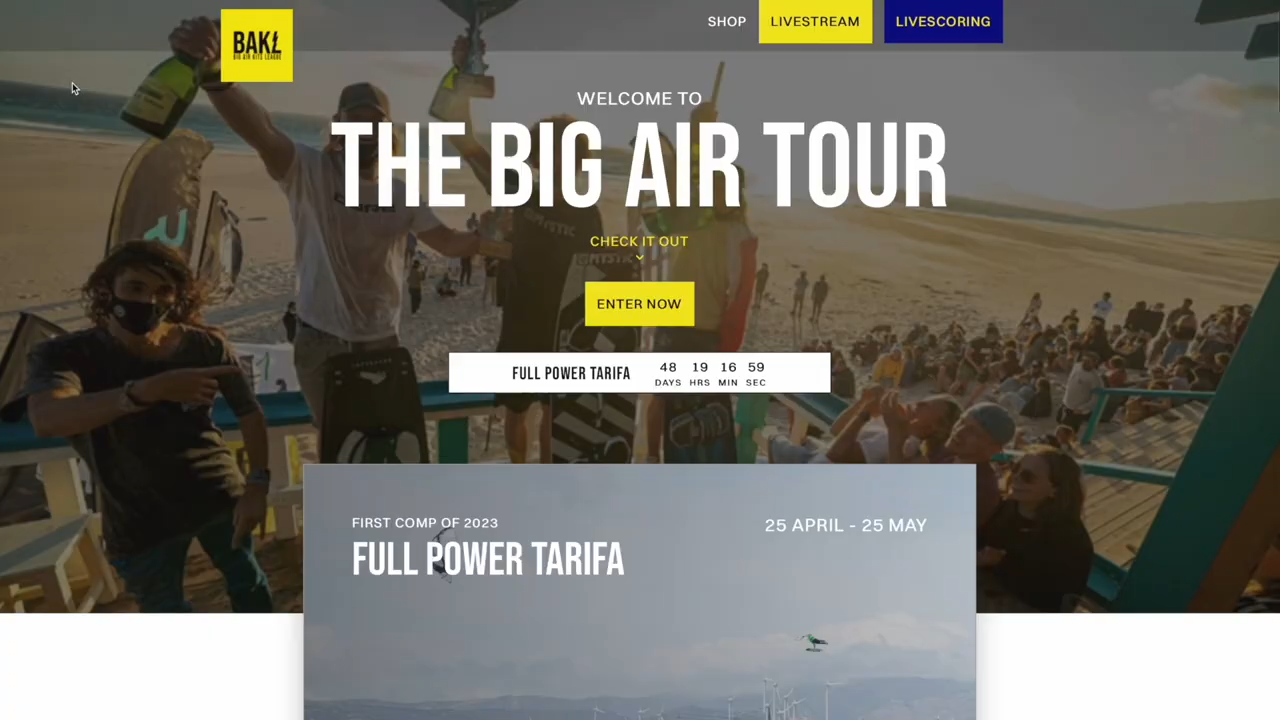 BAKL
BIG AIR KITE LEAGUE
SHOP
LIVESTREAM
LIVESCORING
WELCOME TO
THE BIG AIR TOUR
CHECK IT OUT
ENTER NOW
FULL POWER TARIFA
48 19 16 59
DAYS HRS MIN SEC
FIRST COMP OF 2023
25 APRIL - 25 MAY
FULL POWER TARIFA